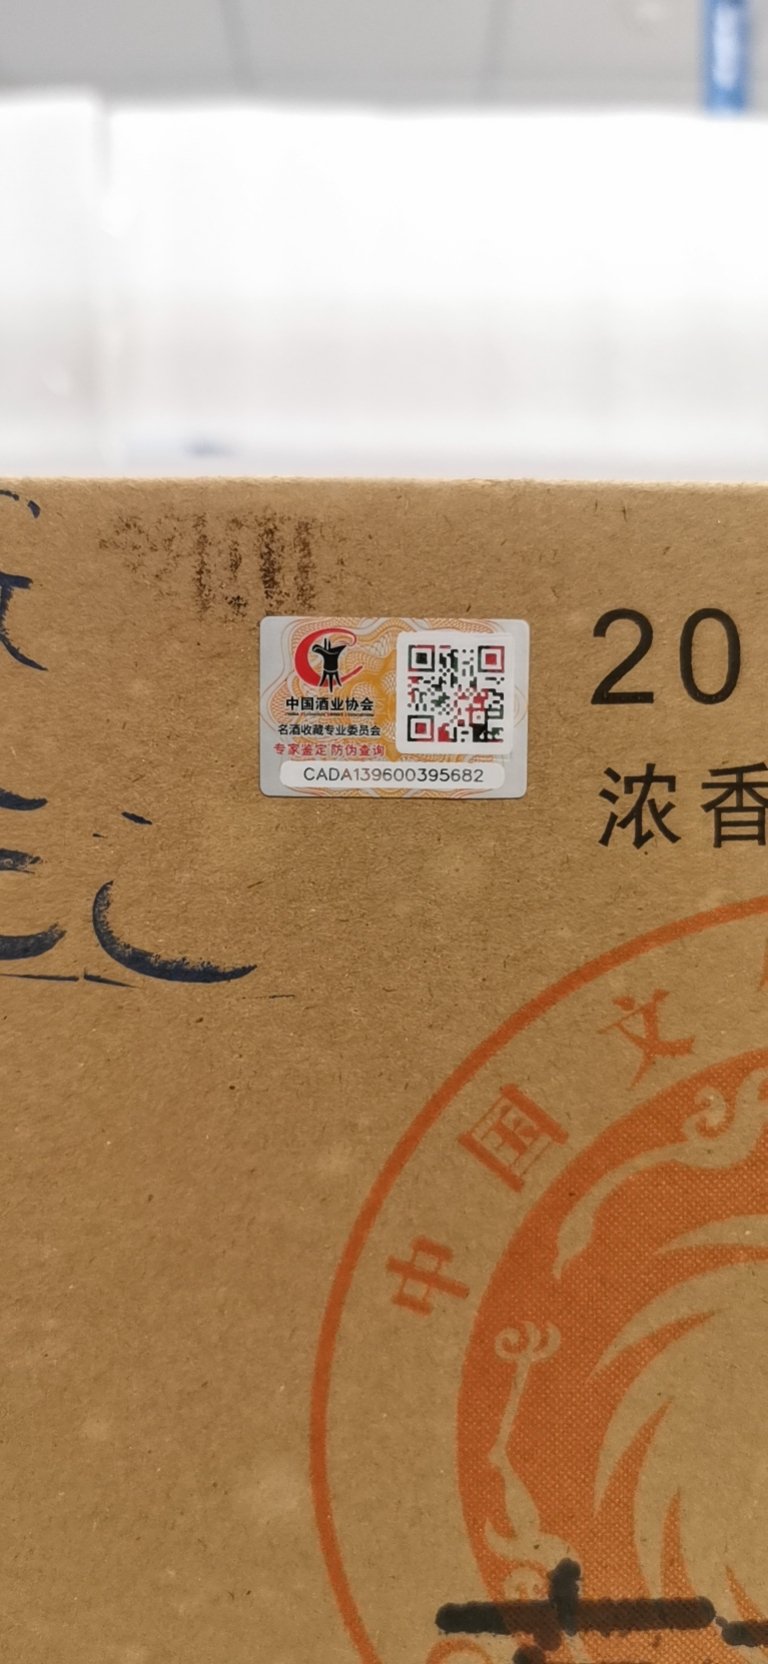 中国酒业协会
名酒收藏专业委员会
专家鉴定 防伪查询
CADA139600395682
20
浓香
中国文